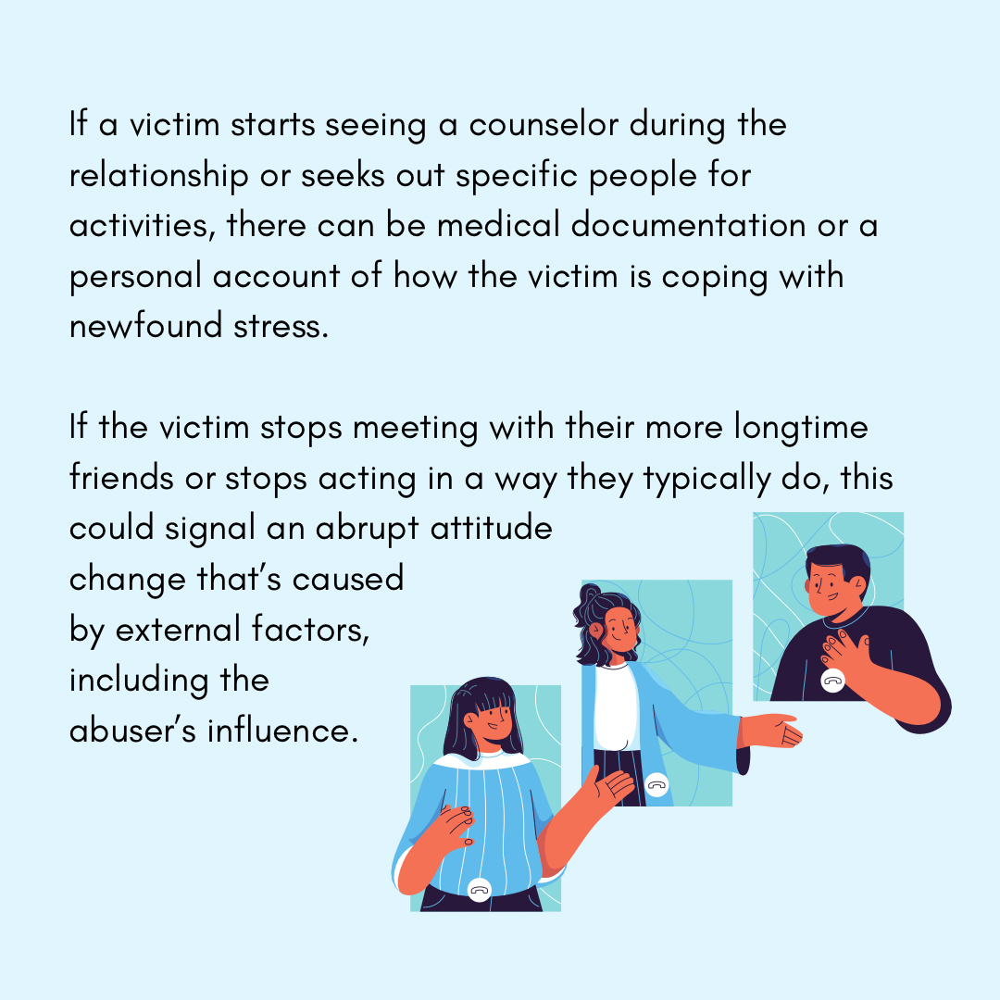 If a victim starts seeing a counselor during the
relationship or seeks out specific people for
activities, there can be medical documentation or a
personal account of how the victim is coping with
newfound stress.
If the victim stops meeting with their more longtime
friends or stops acting in a way they typically do, this
could signal an abrupt attitude
change that’s caused
by external factors,
including the
abuser’s influence.